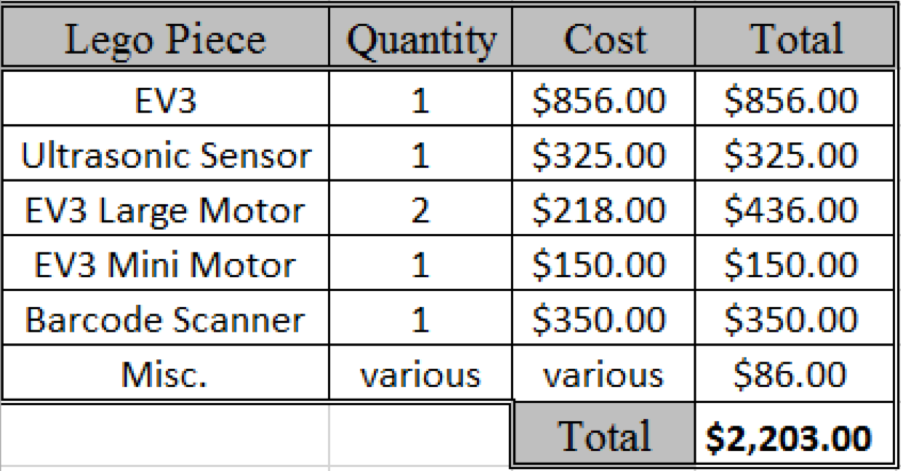 Lego Piece Quantity Cost Total
EV3 1 $856.00 $856.00
Ultrasonic Sensor 1 $325.00 $325.00
EV3 Large Motor 2 $218.00 $436.00
EV3 Mini Motor 1 $150.00 $150.00
Barcode Scanner 1 $350.00 $350.00
Misc. various various $86.00
Total $2,203.00